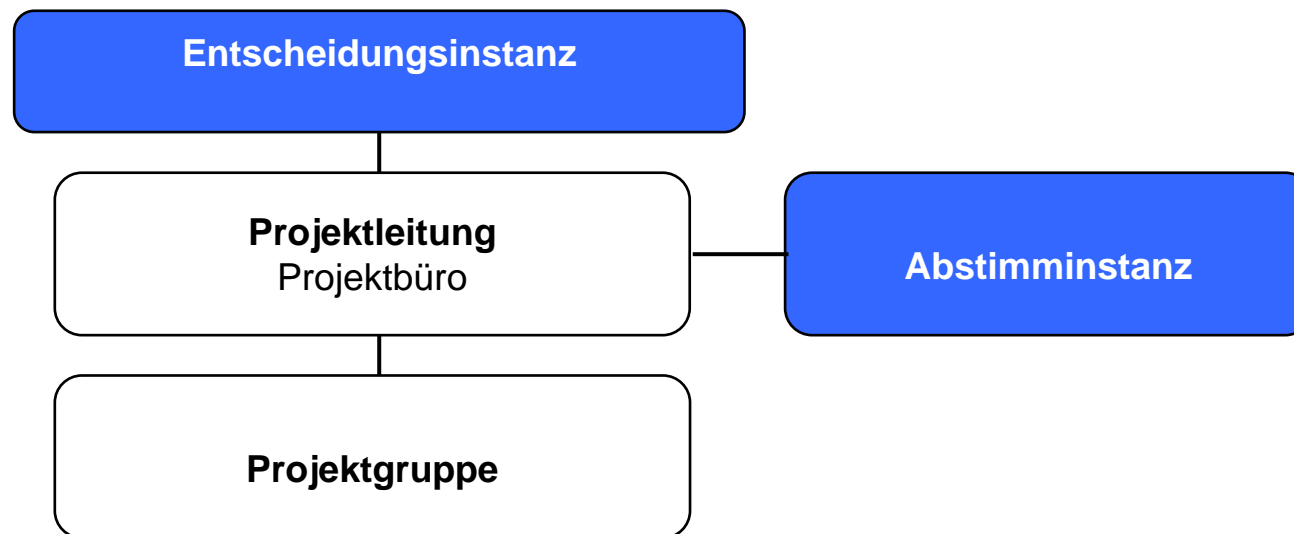 Entscheidungsinstanz
Projektleitung
Projektbüro
Abstimminstanz
Projektgruppe